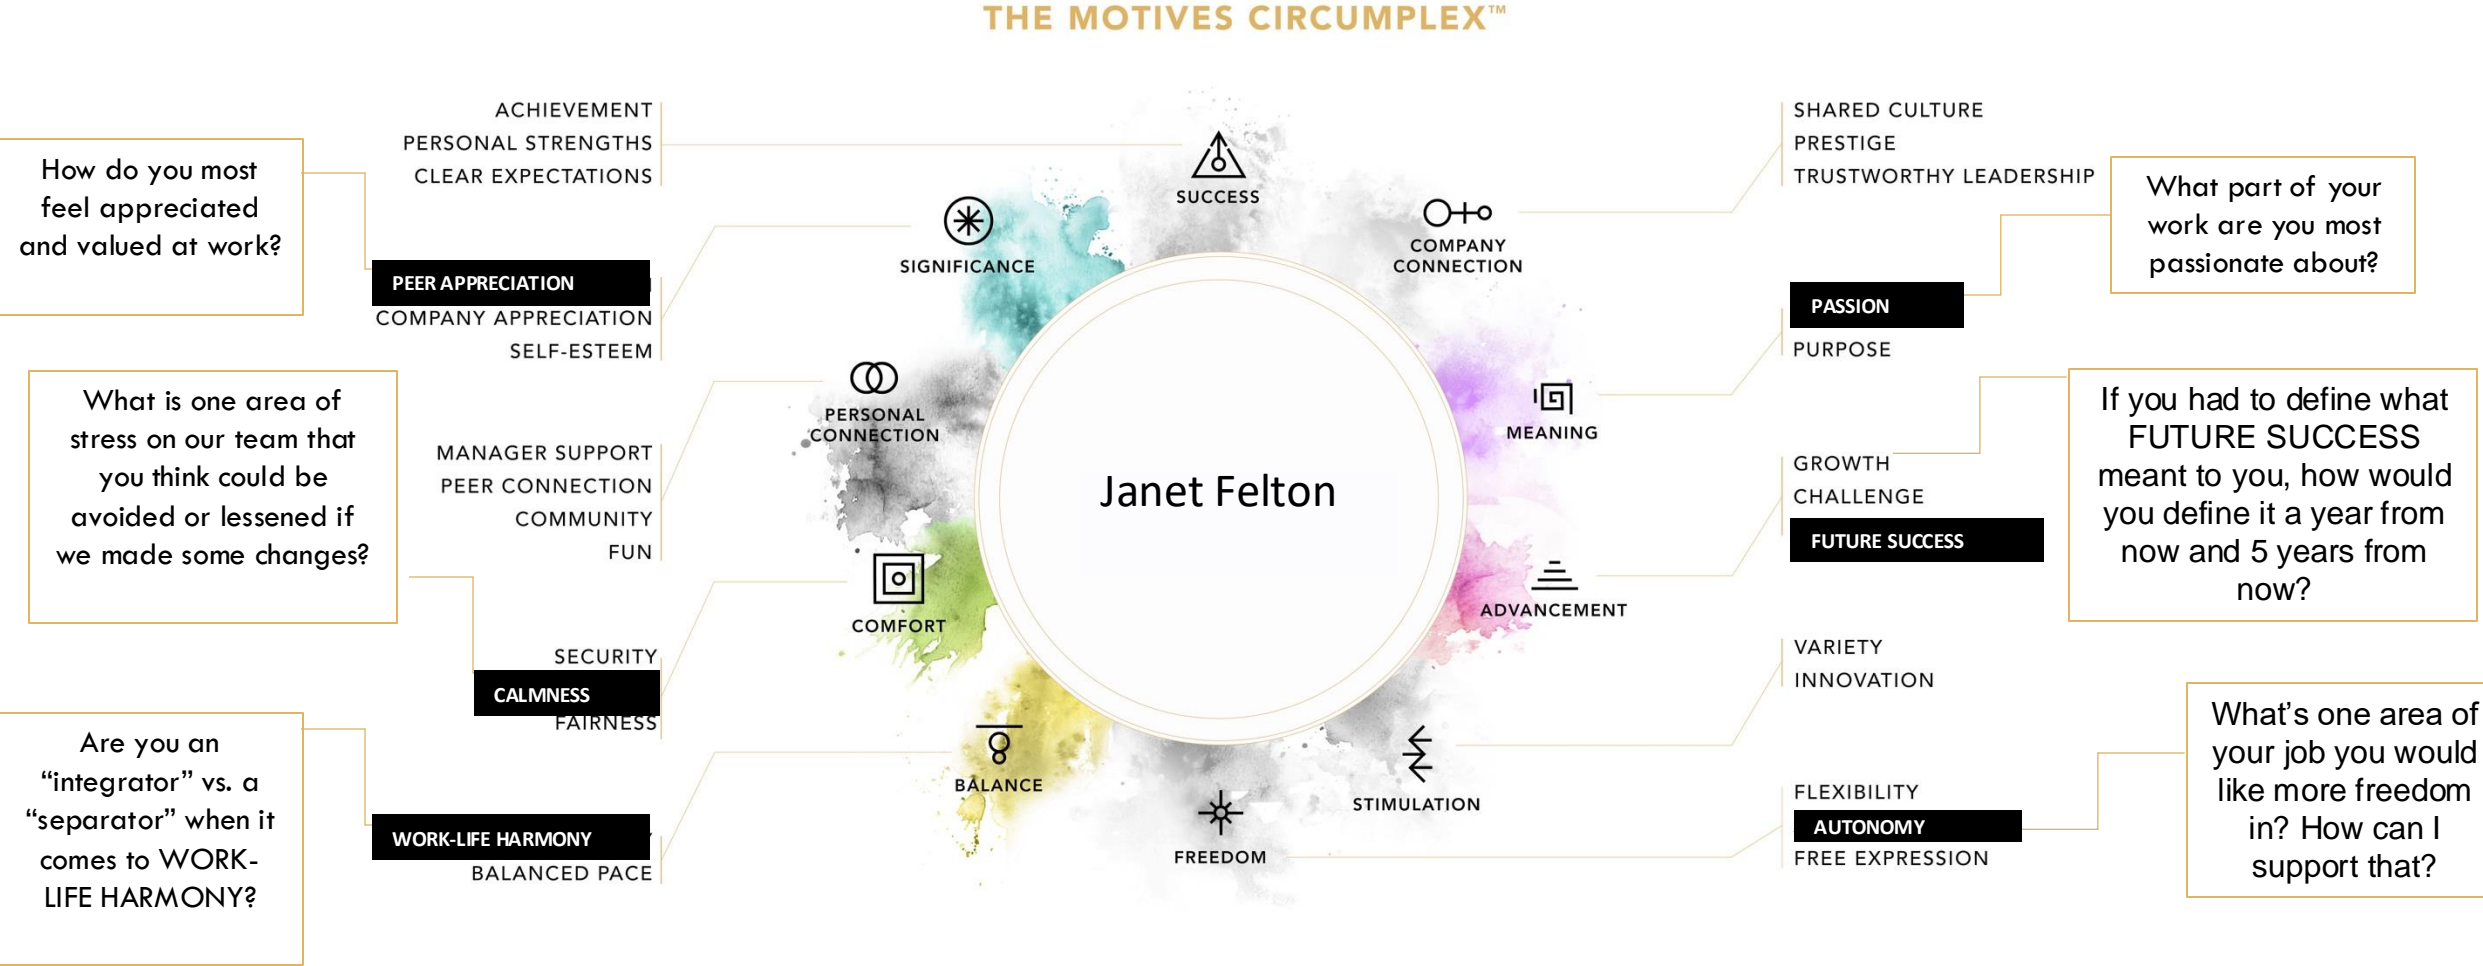 THE MOTIVES CIRCUMPLEX™
ACHIEVEMENT
PERSONAL STRENGTHS
CLEAR EXPECTATIONS
SUCCESS
How do you most
feel appreciated
and valued at work?
PEER APPRECIATION
COMPANY APPRECIATION
SELF-ESTEEM
SIGNIFICANCE
What is one area of
stress on our team that
you think could be
avoided or lessened if
we made some changes?
MANAGER SUPPORT
PEER CONNECTION
COMMUNITY
FUN
PERSONAL
CONNECTION
SECURITY
CALMNESS
FAIRNESS
COMFORT
Are you an
“integrator” vs. a
“separator” when it
comes to WORK-
LIFE HARMONY?
WORK-LIFE HARMONY
BALANCED PACE
BALANCE
Janet Felton
SHARED CULTURE
PRESTIGE
TRUSTWORTHY LEADERSHIP
COMPANY
CONNECTION
What part of your
work are you most
passionate about?
PASSION
PURPOSE
MEANING
If you had to define what
FUTURE SUCCESS
meant to you, how would
you define it a year from
now and 5 years from
now?
GROWTH
CHALLENGE
FUTURE SUCCESS
ADVANCEMENT
VARIETY
INNOVATION
STIMULATION
What’s one area of
your job you would
like more freedom
in? How can I
support that?
FLEXIBILITY
AUTONOMY
FREE EXPRESSION
FREEDOM